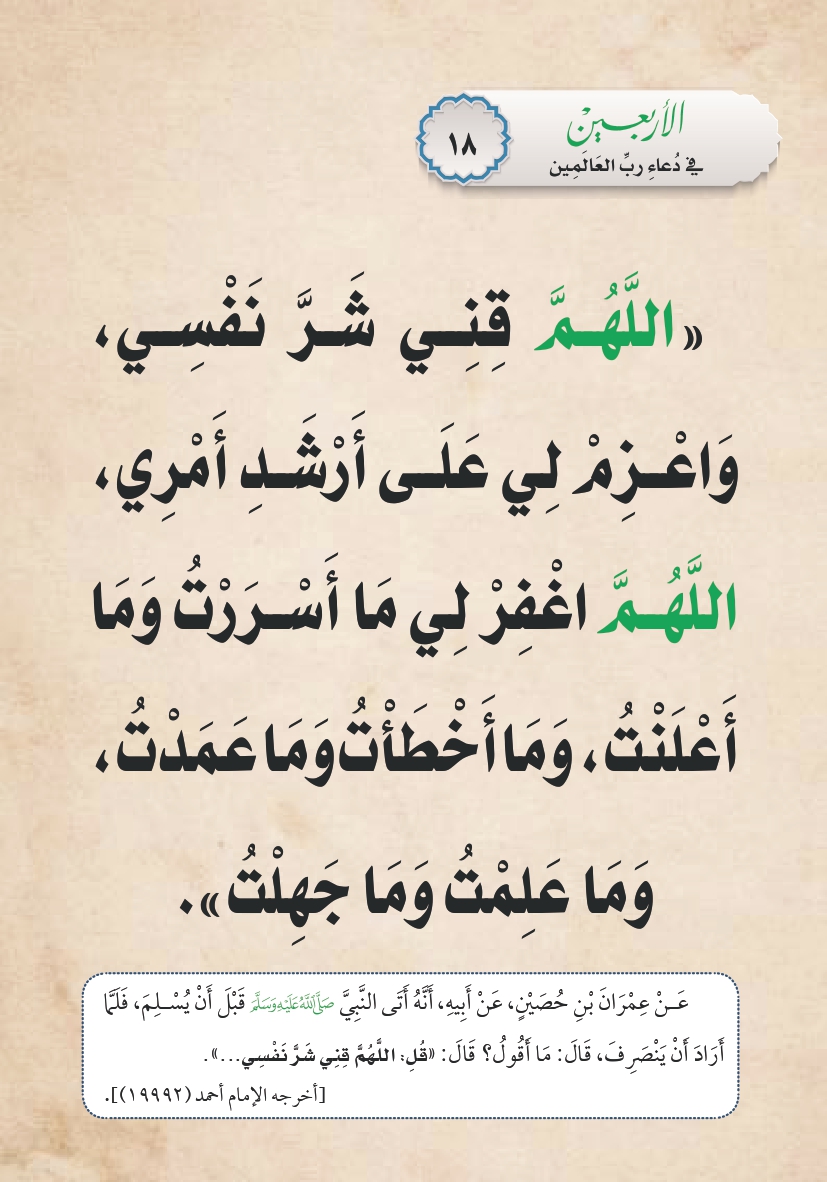 الأربعين
في دُعاءِ ربِّ العَالَمِين
١٨
«اللَّهُمَّ قِنِي شَرَّ نَفْسِي،
وَاعْزِمْ لِي عَلَى أَرْشَدِ أَمْرِي،
اللَّهُمَّ اغْفِرْ لِي مَا أَسْرَرْتُ وَمَا
أَعْلَنْتُ، وَمَا أَخْطَأْتُ وَمَا عَمَدْتُ،
وَمَا عَلِمْتُ وَمَا جَهِلْتُ».
عَنْ عِمْرَانَ بْنِ حُصَيْنٍ، عَنْ أَبِيهِ، أَنَّهُ أَتَى النَّبِيَّ صَلَّى اللَّهُ عَلَيْهِ وَسَلَّمَ قَبْلَ أَنْ يُسْلِمَ، فَلَمَّا
أَرَادَ أَنْ يَنْصَرِفَ، قَالَ: مَا أَقُولُ؟ قَالَ: «قُلِ: اللَّهُمَّ قِنِي شَرَّ نَفْسِي...».
[أخرجه الإمام أحمد (١٩٩٩٢)].